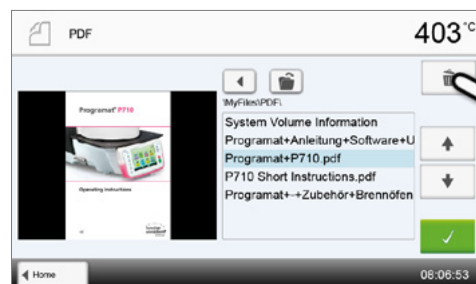 PDF
403°C
\MyFiles\PDF\
Programat® P710
Operating Instructions
System Volume Information
Programat+Anleitung+Software+U
Programat+P710.pdf
P710 Short Instructions.pdf
Programat+-+Zubehör+Brennöfen
Home
08:06:53